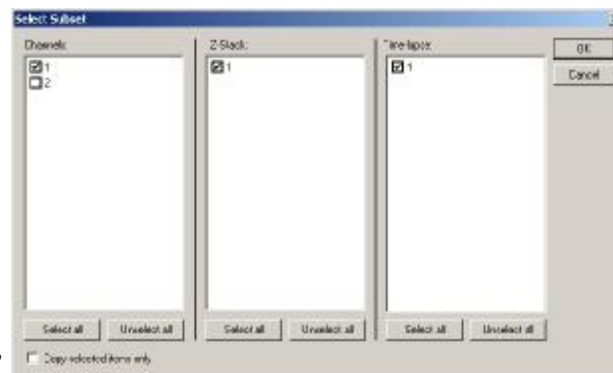 Select Subset
Channels:
1
2
Select all
Unselect all
Z-Stack:
1
Select all
Unselect all
Time-lapse:
1
Select all
Unselect all
OK
Cancel
Copy selected items only